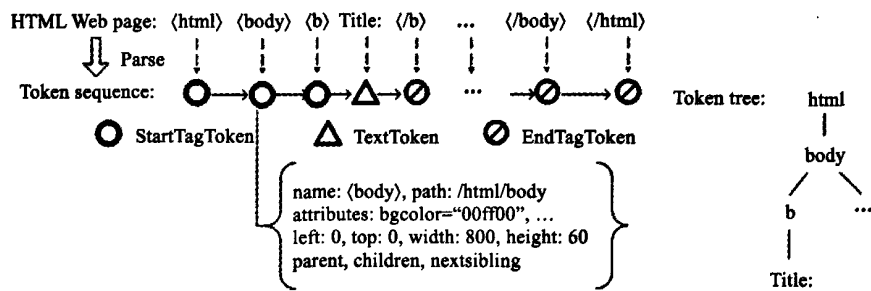 HTML Web page: ⟨html⟩ ⟨body⟩ ⟨b⟩ Title: ⟨/b⟩ ... ⟨/body⟩ ⟨/html⟩
Parse
Token sequence: ...
StartTagToken TextToken EndTagToken
name: ⟨body⟩, path: /html/body
attributes: bgcolor=“00ff00”, ...
left: 0, top: 0, width: 800, height: 60
parent, children, nextsibling
Token tree: html
body
b ...
Title: